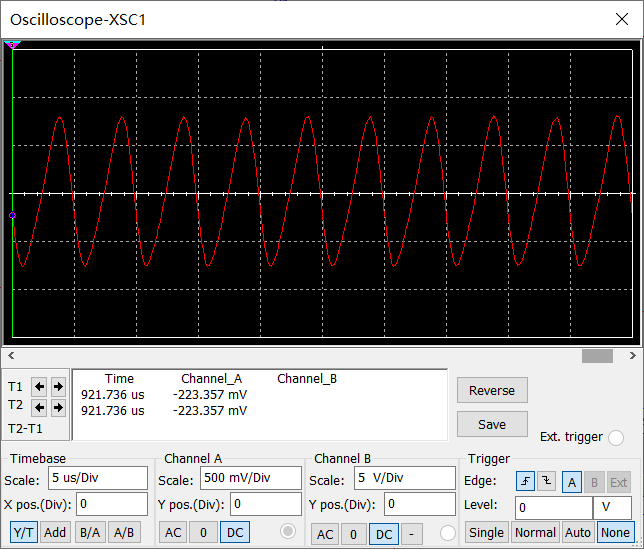 Oscilloscope-XSC1
Time Channel_A Channel_B
T1 921.736 us -223.357 mV
T2 921.736 us -223.357 mV
T2-T1
Reverse
Save
Ext. trigger
Timebase
Scale: 5 us/Div
X pos.(Div): 0
Y/T Add B/A A/B
Channel A
Scale: 500 mV/Div
Y pos.(Div): 0
AC 0 DC
Channel B
Scale: 5 V/Div
Y pos.(Div): 0
AC 0 DC -
Trigger
Edge: A B Ext
Level: 0 V
Single Normal Auto None